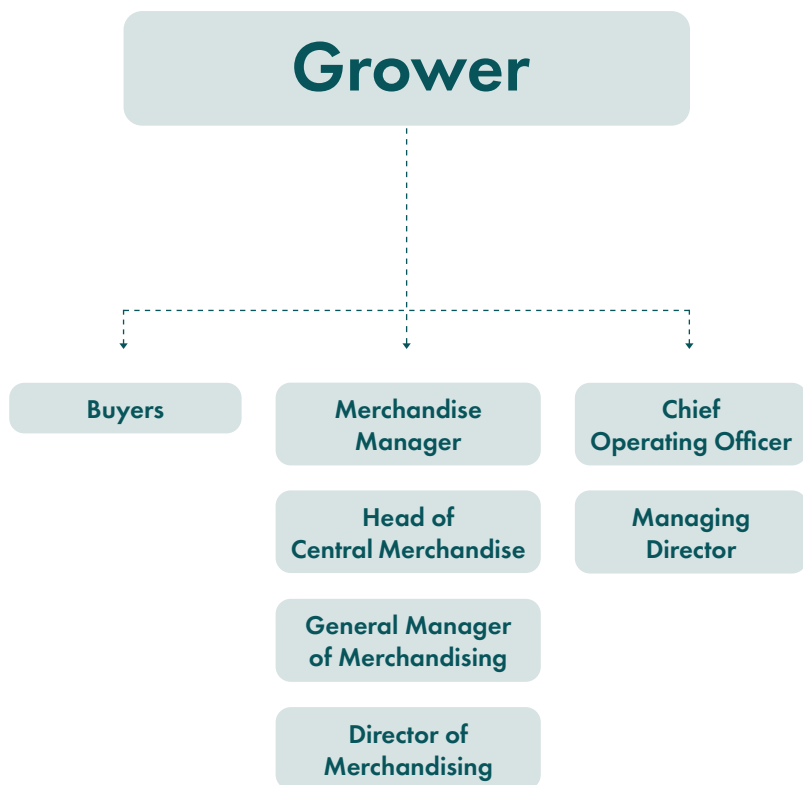 Grower
Buyers
Merchandise
Manager
Head of
Central Merchandise
General Manager
of Merchandising
Director of
Merchandising
Chief
Operating Officer
Managing
Director